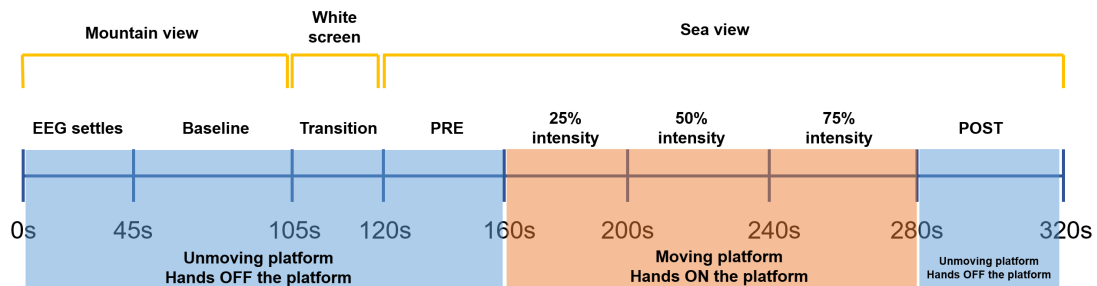 Mountain view
White
screen
Sea view
EEG settles
Baseline
Transition
PRE
25%
intensity
50%
intensity
75%
intensity
POST
0s
45s
105s
120s
160s
200s
240s
280s
320s
Unmoving platform
Hands OFF the platform
Moving platform
Hands ON the platform
Unmoving platform
Hands OFF the platform